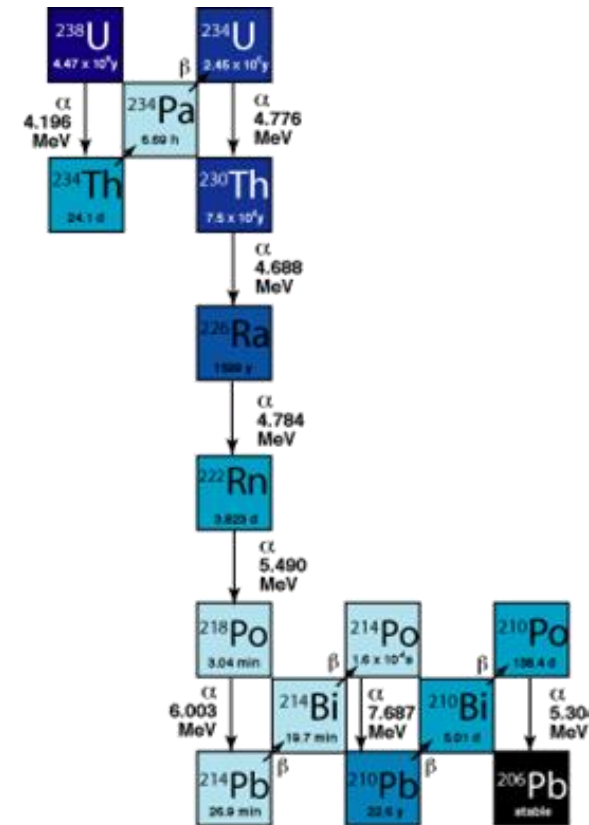 238U 234U
4.47 x 10⁹y β 2.45 x 10⁵y
α 234Pa α
4.196 4.776
MeV 6.69 h MeV
234Th 230Th
24.1 d 7.5 x 10⁴y
α
4.688
MeV
226Ra
1599 y
α
4.784
MeV
222Rn
3.823 d
α
5.490
MeV
218Po 214Po 210Po
3.04 min β 1.6 x 10⁻⁴s β 138.4 d
α 214Bi α 210Bi α
6.003 7.687 5.304
MeV 19.7 min MeV 5.01 d MeV
214Pb β 210Pb β 206Pb
26.9 min 22.6 y stable